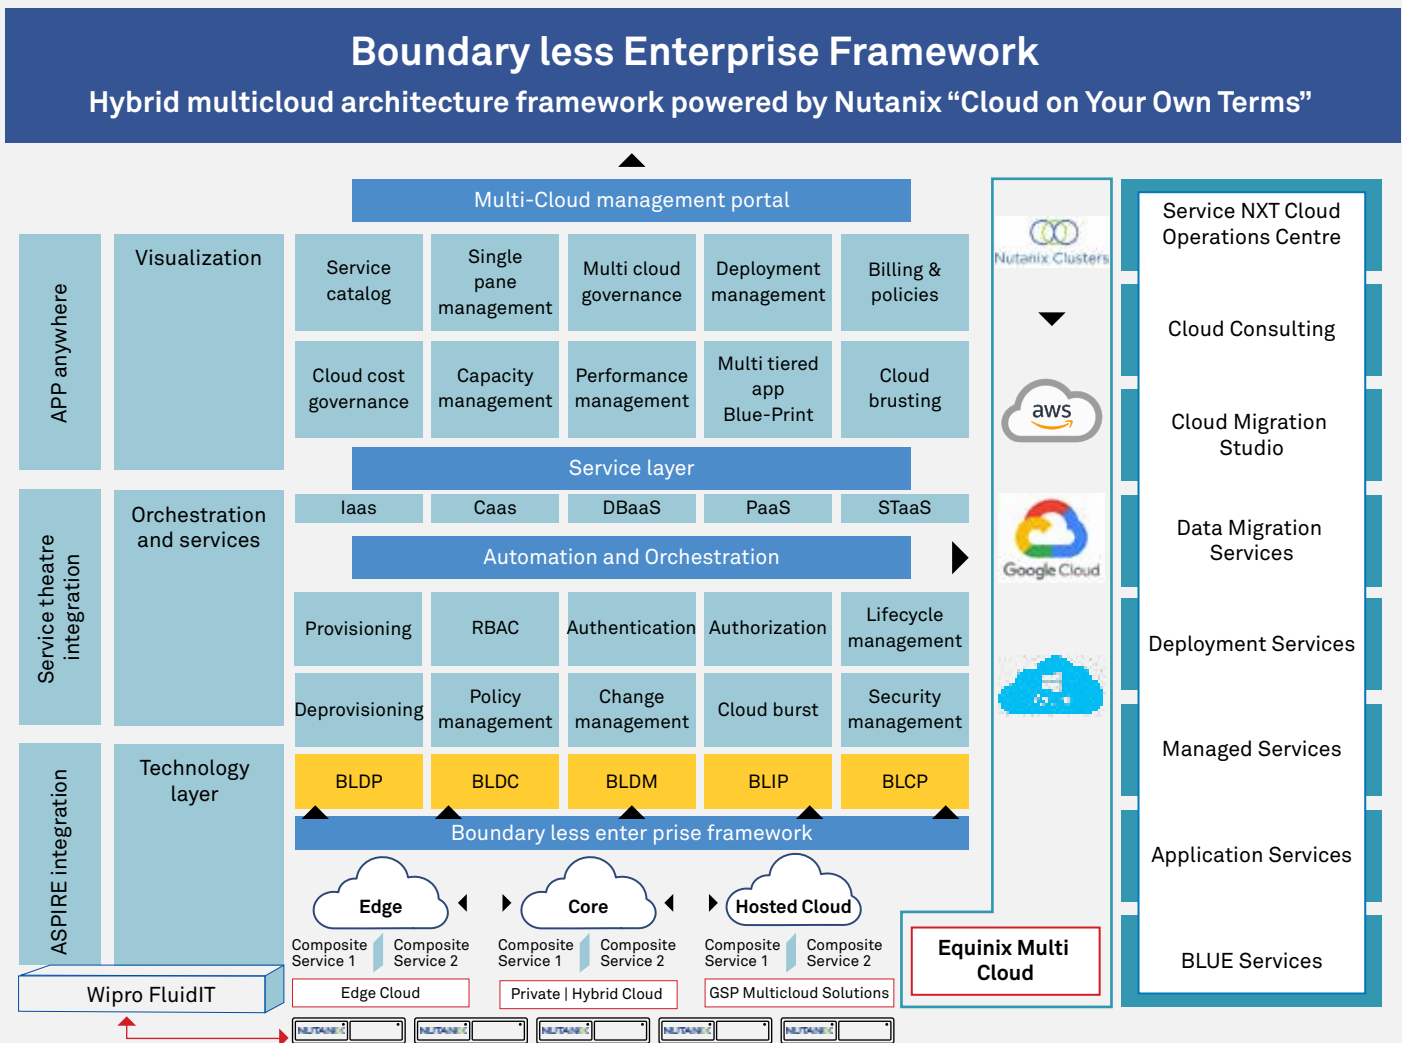 Boundary less Enterprise Framework
Hybrid multicloud architecture framework powered by Nutanix “Cloud on Your Own Terms”
Multi-Cloud management portal
APP anywhere
Visualization
Service
catalog
Single
pane
management
Multi cloud
governance
Deployment
management
Billing &
policies
Cloud cost
governance
Capacity
management
Performance
management
Multi tiered
app
Blue-Print
Cloud
brusting
Service layer
Service theatre
integration
Orchestration
and services
Iaas
Caas
DBaaS
PaaS
STaaS
Automation and Orchestration
Provisioning
RBAC
Authentication
Authorization
Lifecycle
management
Deprovisioning
Policy
management
Change
management
Cloud burst
Security
management
ASPIRE integration
Technology
layer
BLDP
BLDC
BLDM
BLIP
BLCP
Boundary less enter prise framework
Edge
Core
Hosted Cloud
Composite
Service 1
Composite
Service 2
Composite
Service 1
Composite
Service 2
Composite
Service 1
Composite
Service 2
Wipro FluidIT
Edge Cloud
Private | Hybrid Cloud
GSP Multicloud Solutions
NUTANIX
NUTANIX
NUTANIX
NUTANIX
NUTANIX
Nutanix Clusters
aws
Google Cloud
Equinix Multi
Cloud
Service NXT Cloud
Operations Centre
Cloud Consulting
Cloud Migration
Studio
Data Migration
Services
Deployment Services
Managed Services
Application Services
BLUE Services